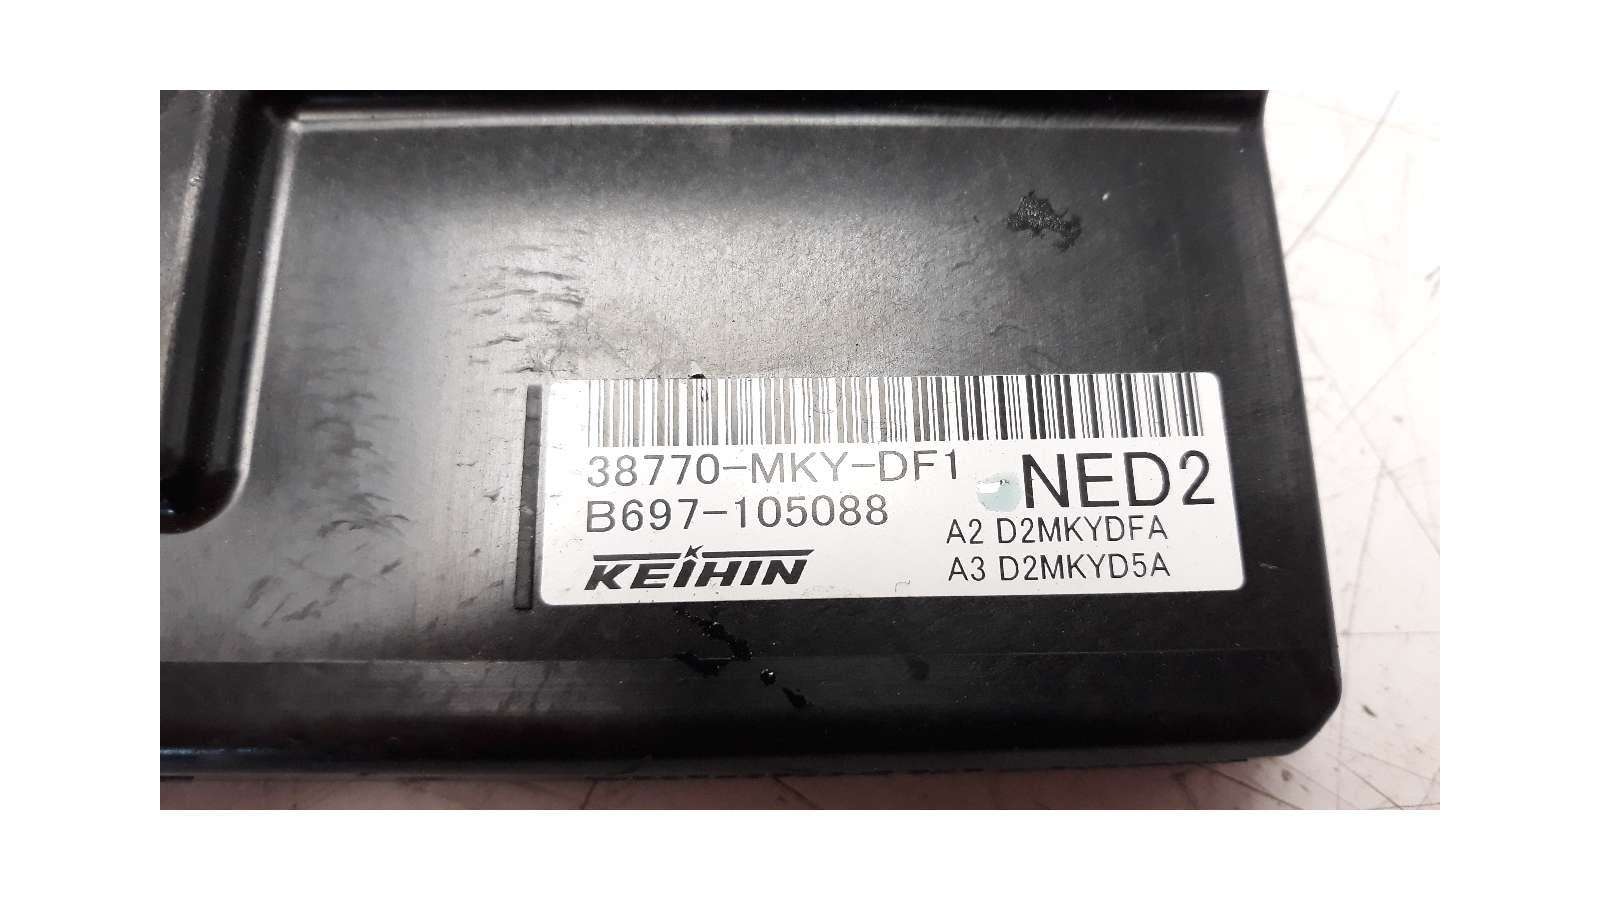 38770-MKY-DF1
NED2
B697-105088
A2 D2MKYDFA
KEIHIN
A3 D2MKYD5A